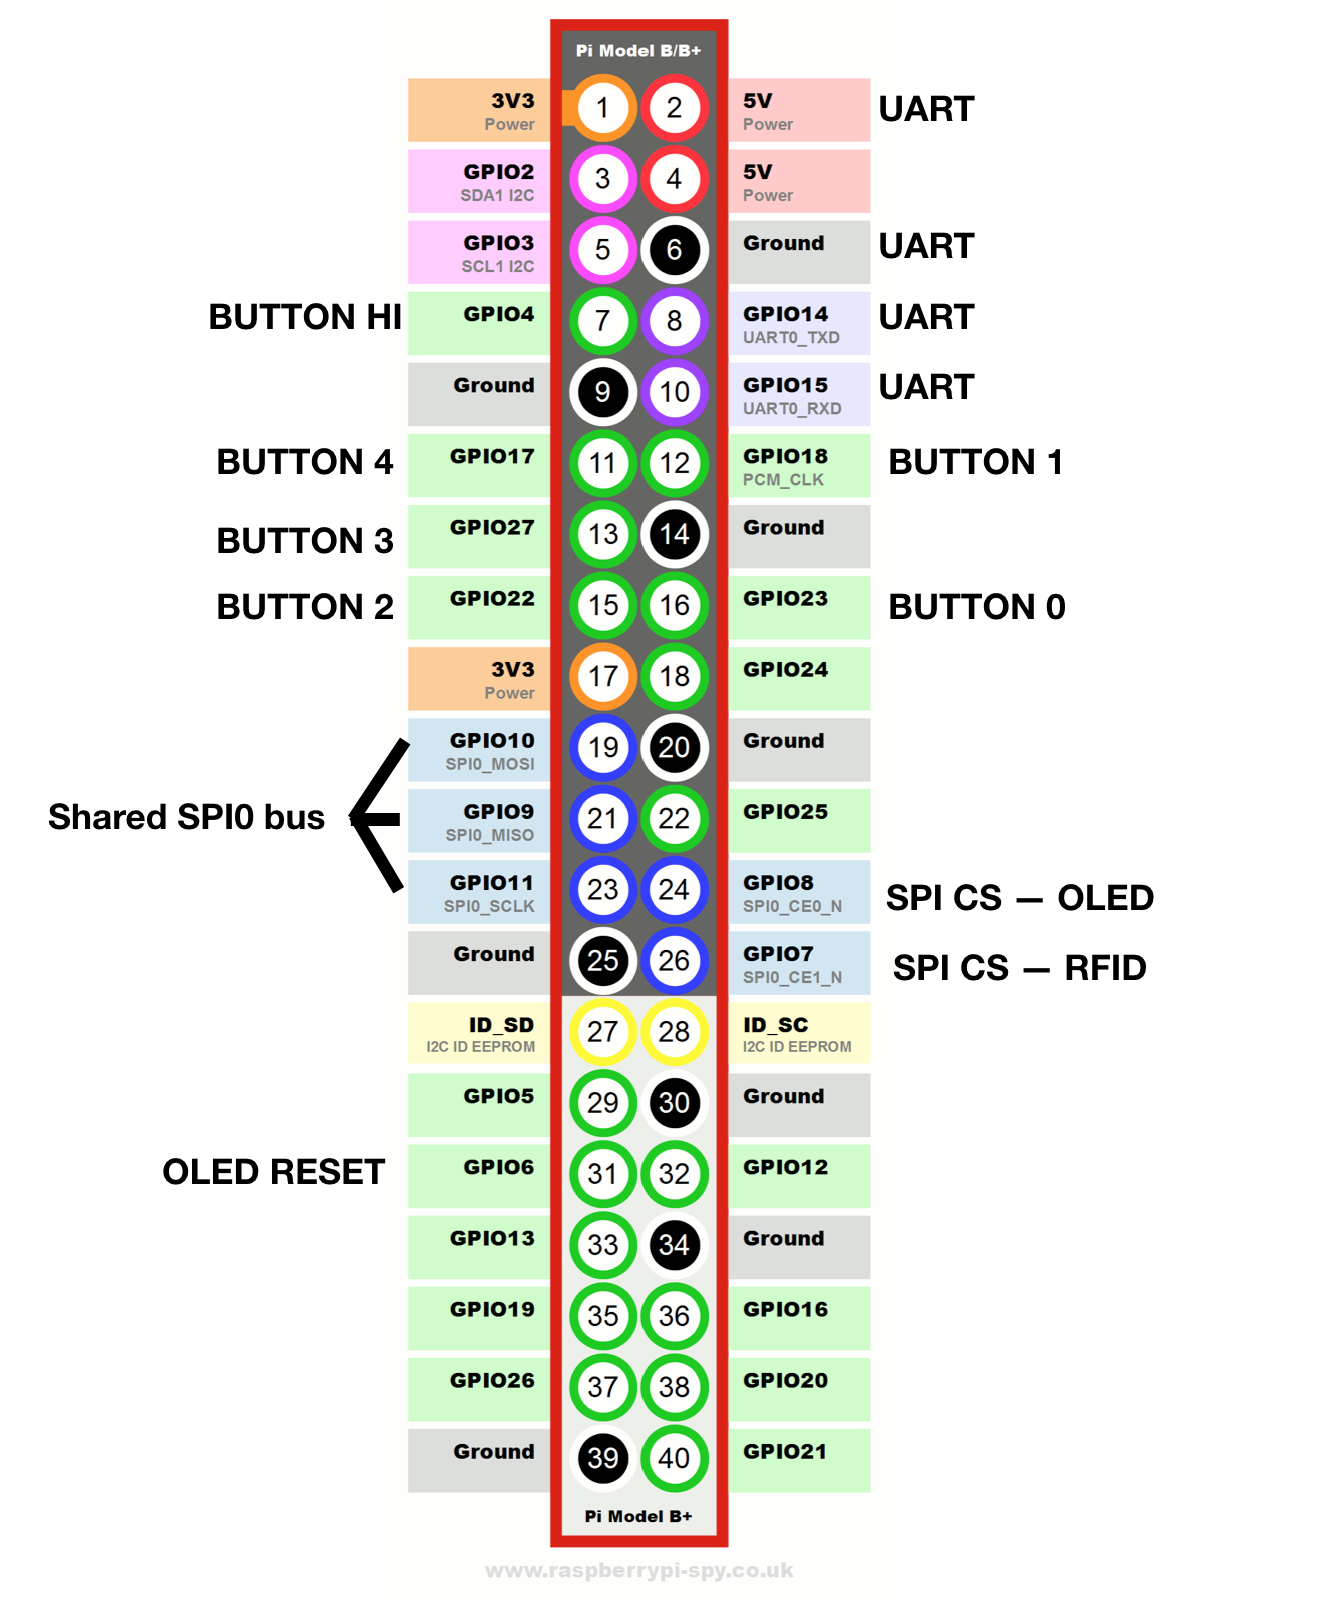 Pi Model B/B+
3V3 1 2 5V UART
Power Power
GPIO2 3 4 5V
SDA1 I2C Power
GPIO3 5 6 Ground UART
SCL1 I2C
BUTTON HI GPIO4 7 8 GPIO14 UART
UART0_TXD
Ground 9 10 GPIO15 UART
UART0_RXD
BUTTON 4 GPIO17 11 12 GPIO18 BUTTON 1
PCM_CLK
BUTTON 3 GPIO27 13 14 Ground
BUTTON 2 GPIO22 15 16 GPIO23 BUTTON 0
3V3 17 18 GPIO24
Power
GPIO10 19 20 Ground
SPI0_MOSI
Shared SPI0 bus GPIO9 21 22 GPIO25
SPI0_MISO
GPIO11 23 24 GPIO8 SPI CS — OLED
SPI0_SCLK SPI0_CE0_N
Ground 25 26 GPIO7 SPI CS — RFID
SPI0_CE1_N
ID_SD 27 28 ID_SC
I2C ID EEPROM I2C ID EEPROM
GPIO5 29 30 Ground
OLED RESET GPIO6 31 32 GPIO12
GPIO13 33 34 Ground
GPIO19 35 36 GPIO16
GPIO26 37 38 GPIO20
Ground 39 40 GPIO21
Pi Model B+
www.raspberrypi-spy.co.uk